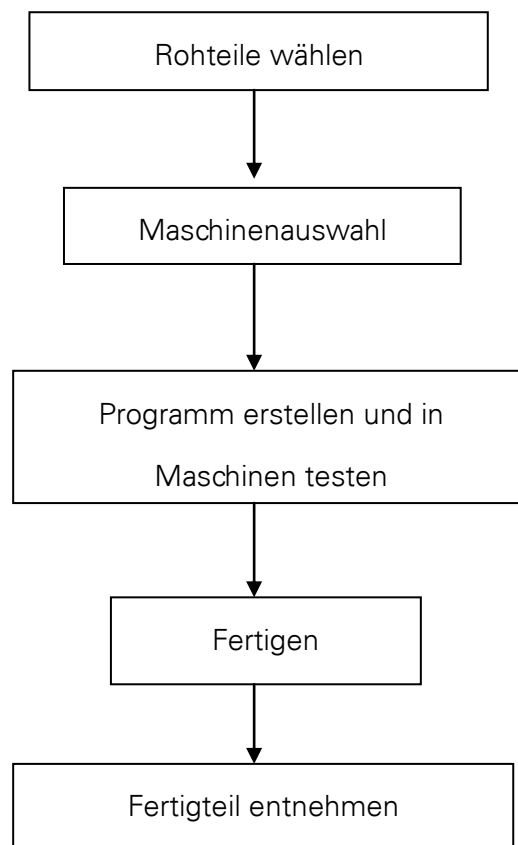 Rohteile wählen
Maschinenauswahl
Programm erstellen und in
Maschinen testen
Fertigen
Fertigteil entnehmen